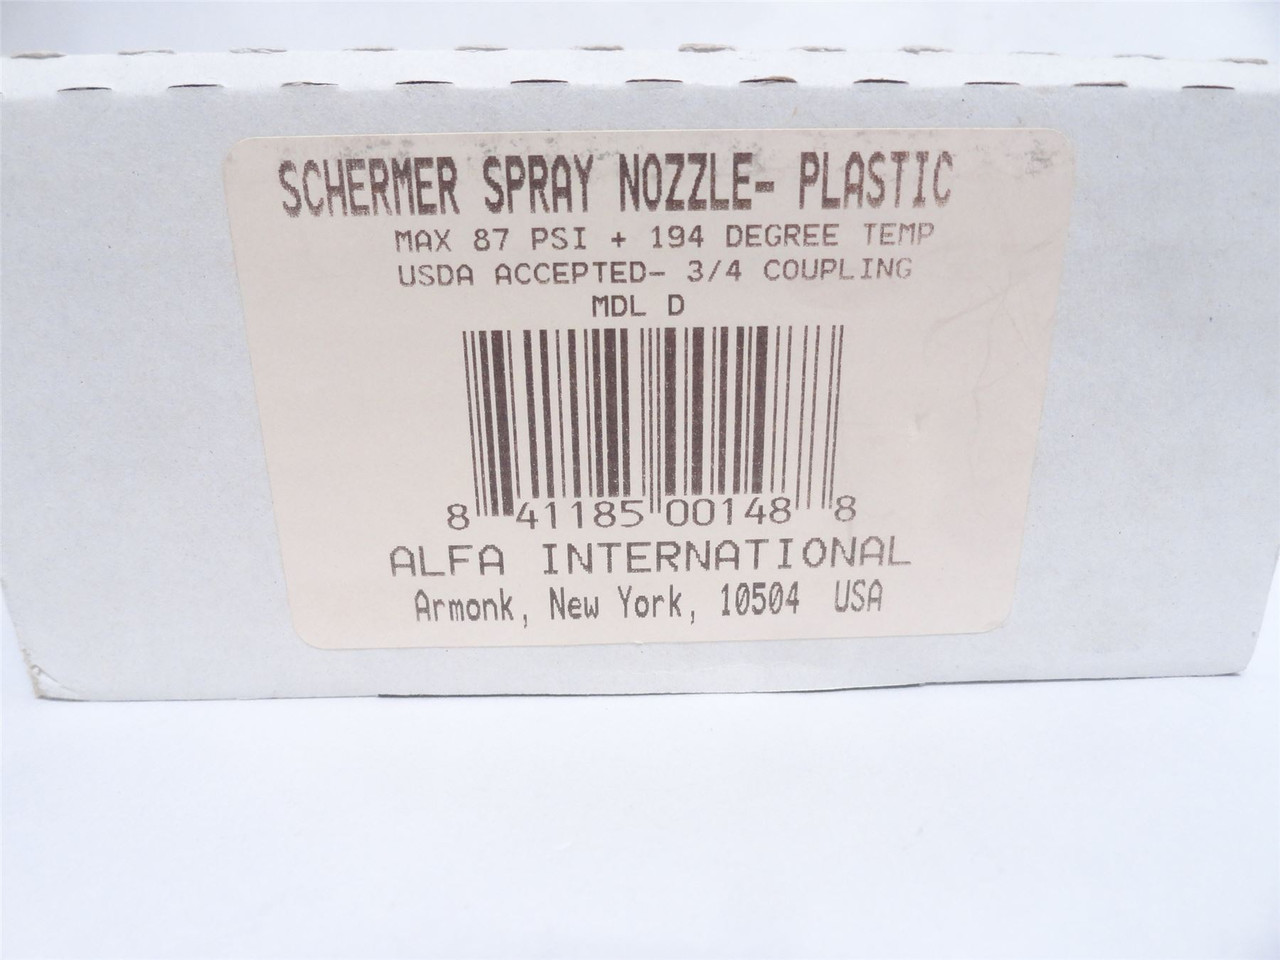 SCHERMER SPRAY NOZZLE- PLASTIC
MAX 87 PSI + 194 DEGREE TEMP
USDA ACCEPTED- 3/4 COUPLING
MDL D
8 41185 00148 8
ALFA INTERNATIONAL
Armonk, New York, 10504 USA